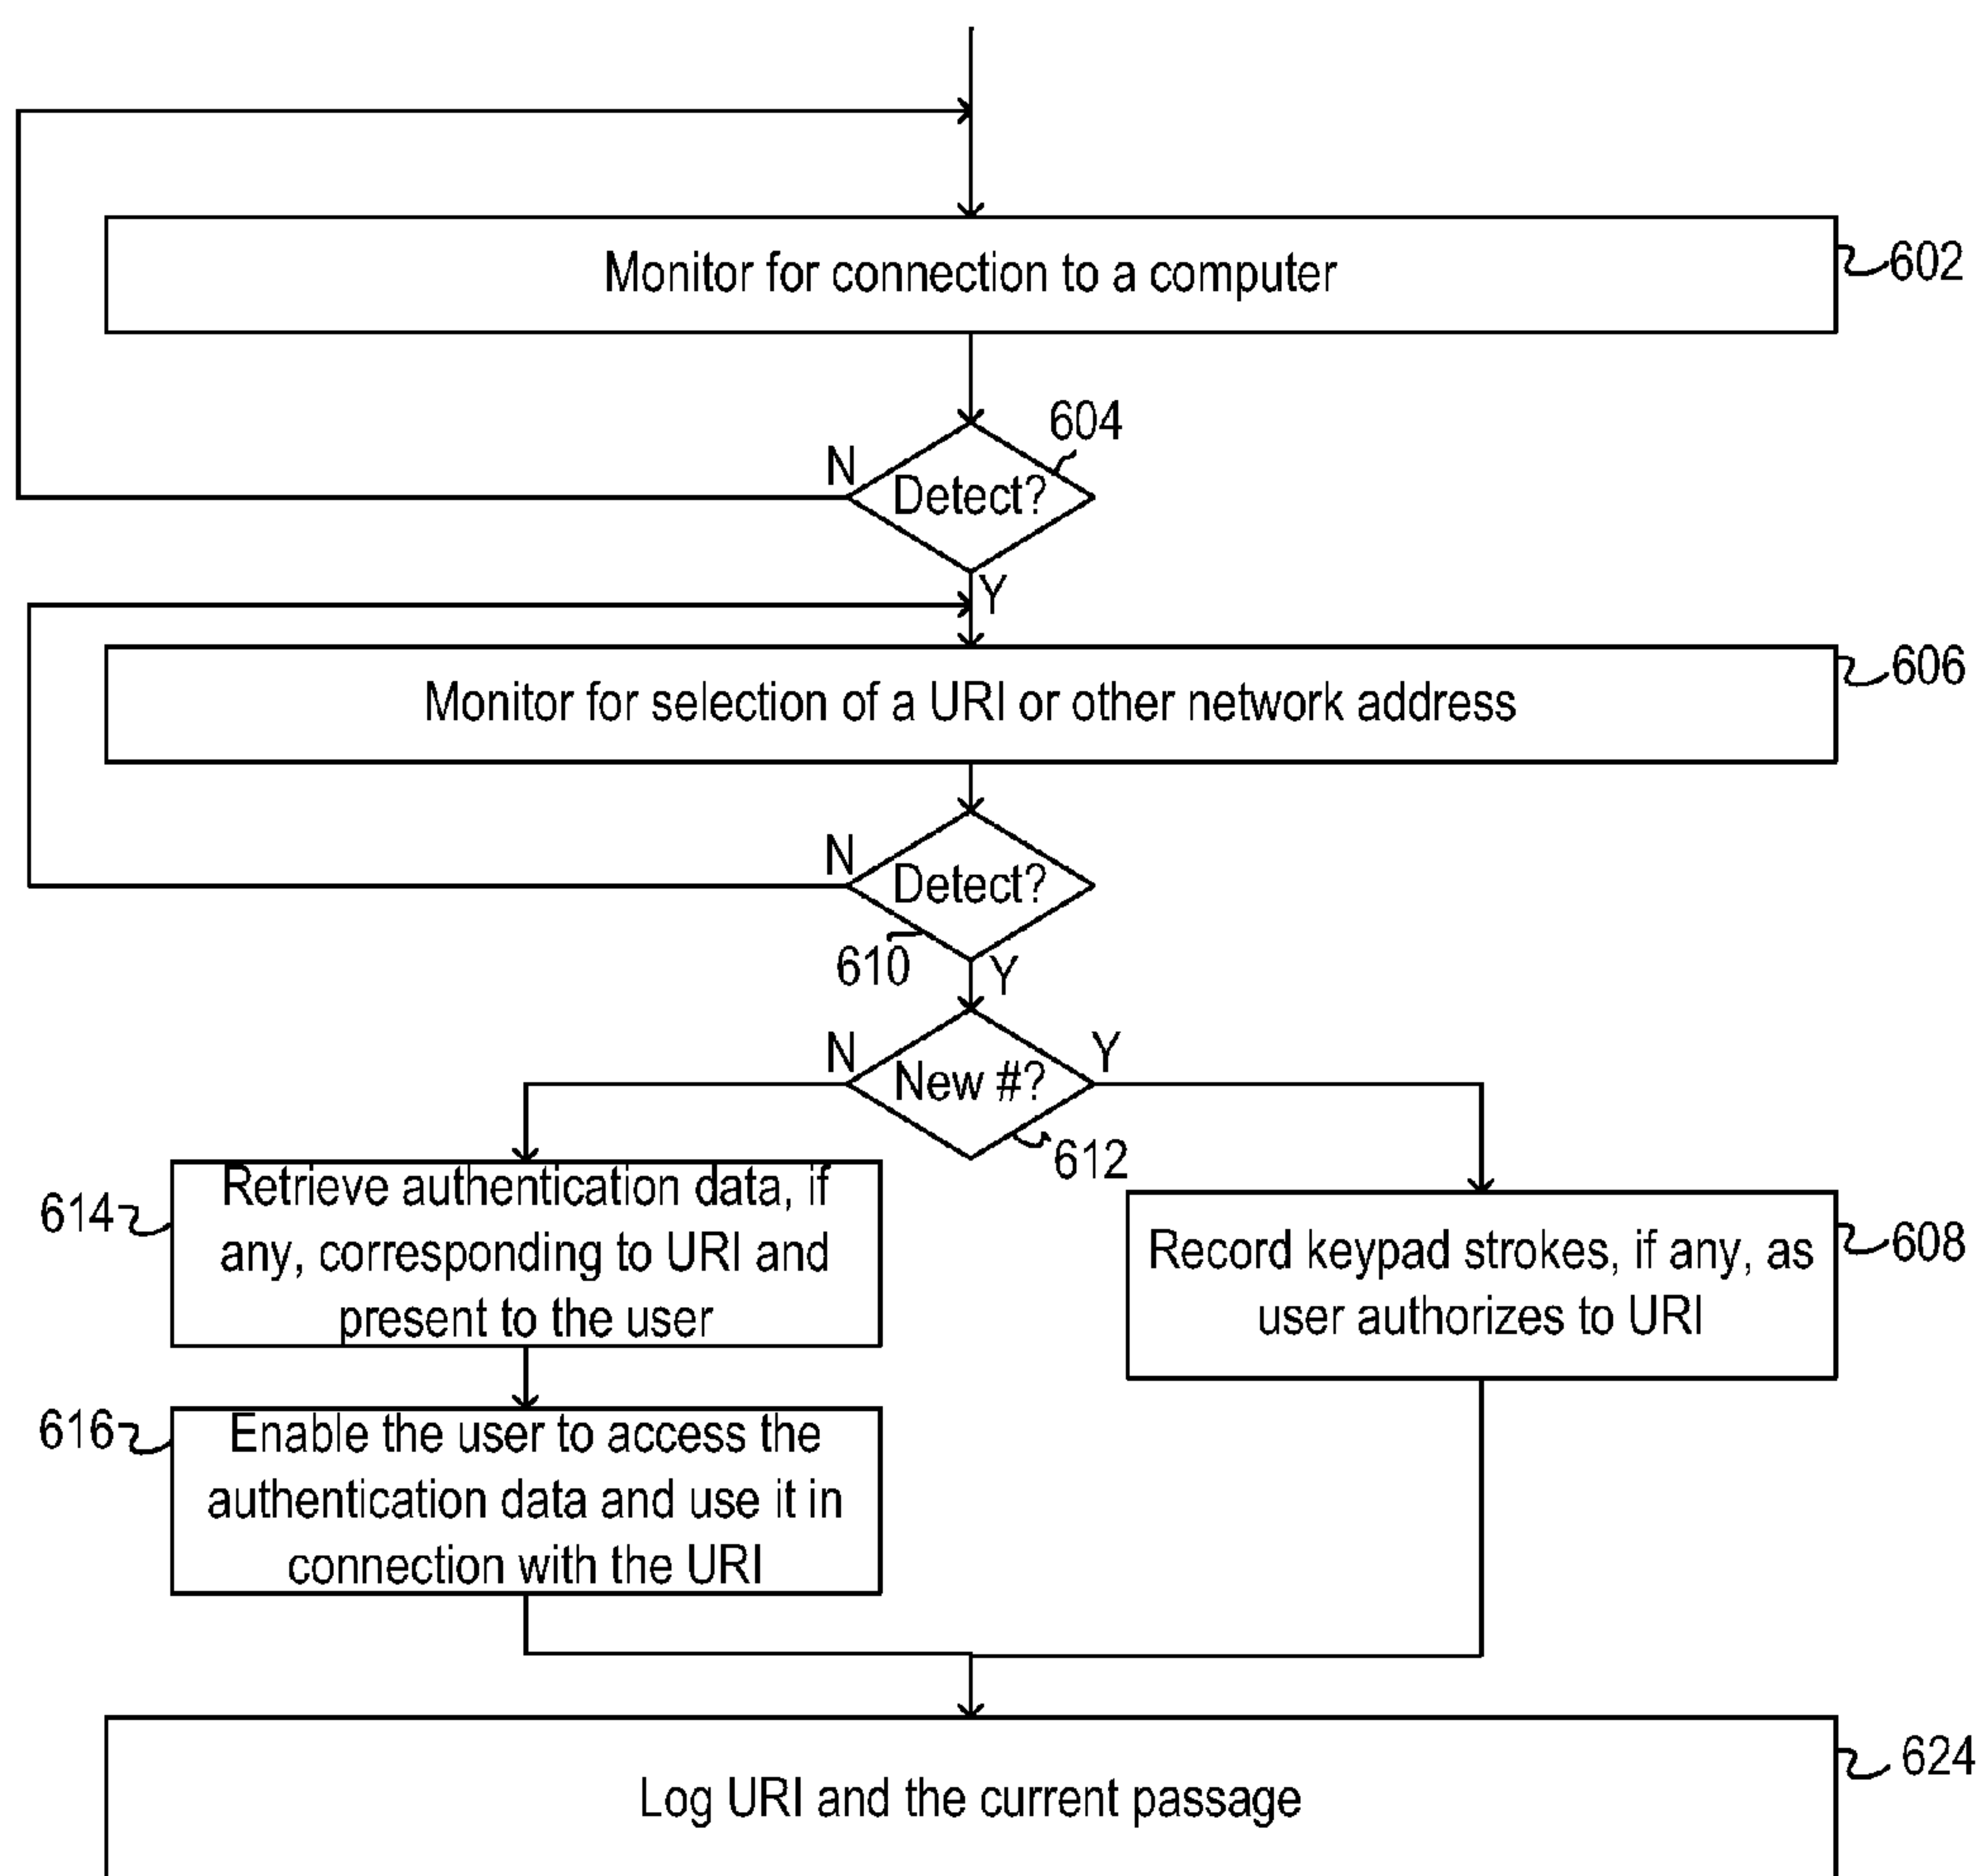 Monitor for connection to a computer
602
604
N
Detect?
Y
Monitor for selection of a URI or other network address
606
N
Detect?
610
Y
N
New #?
Y
612
614
Retrieve authentication data, if
any, corresponding to URI and
present to the user
Record keypad strokes, if any, as
user authorizes to URI
608
616
Enable the user to access the
authentication data and use it in
connection with the URI
Log URI and the current passage
624